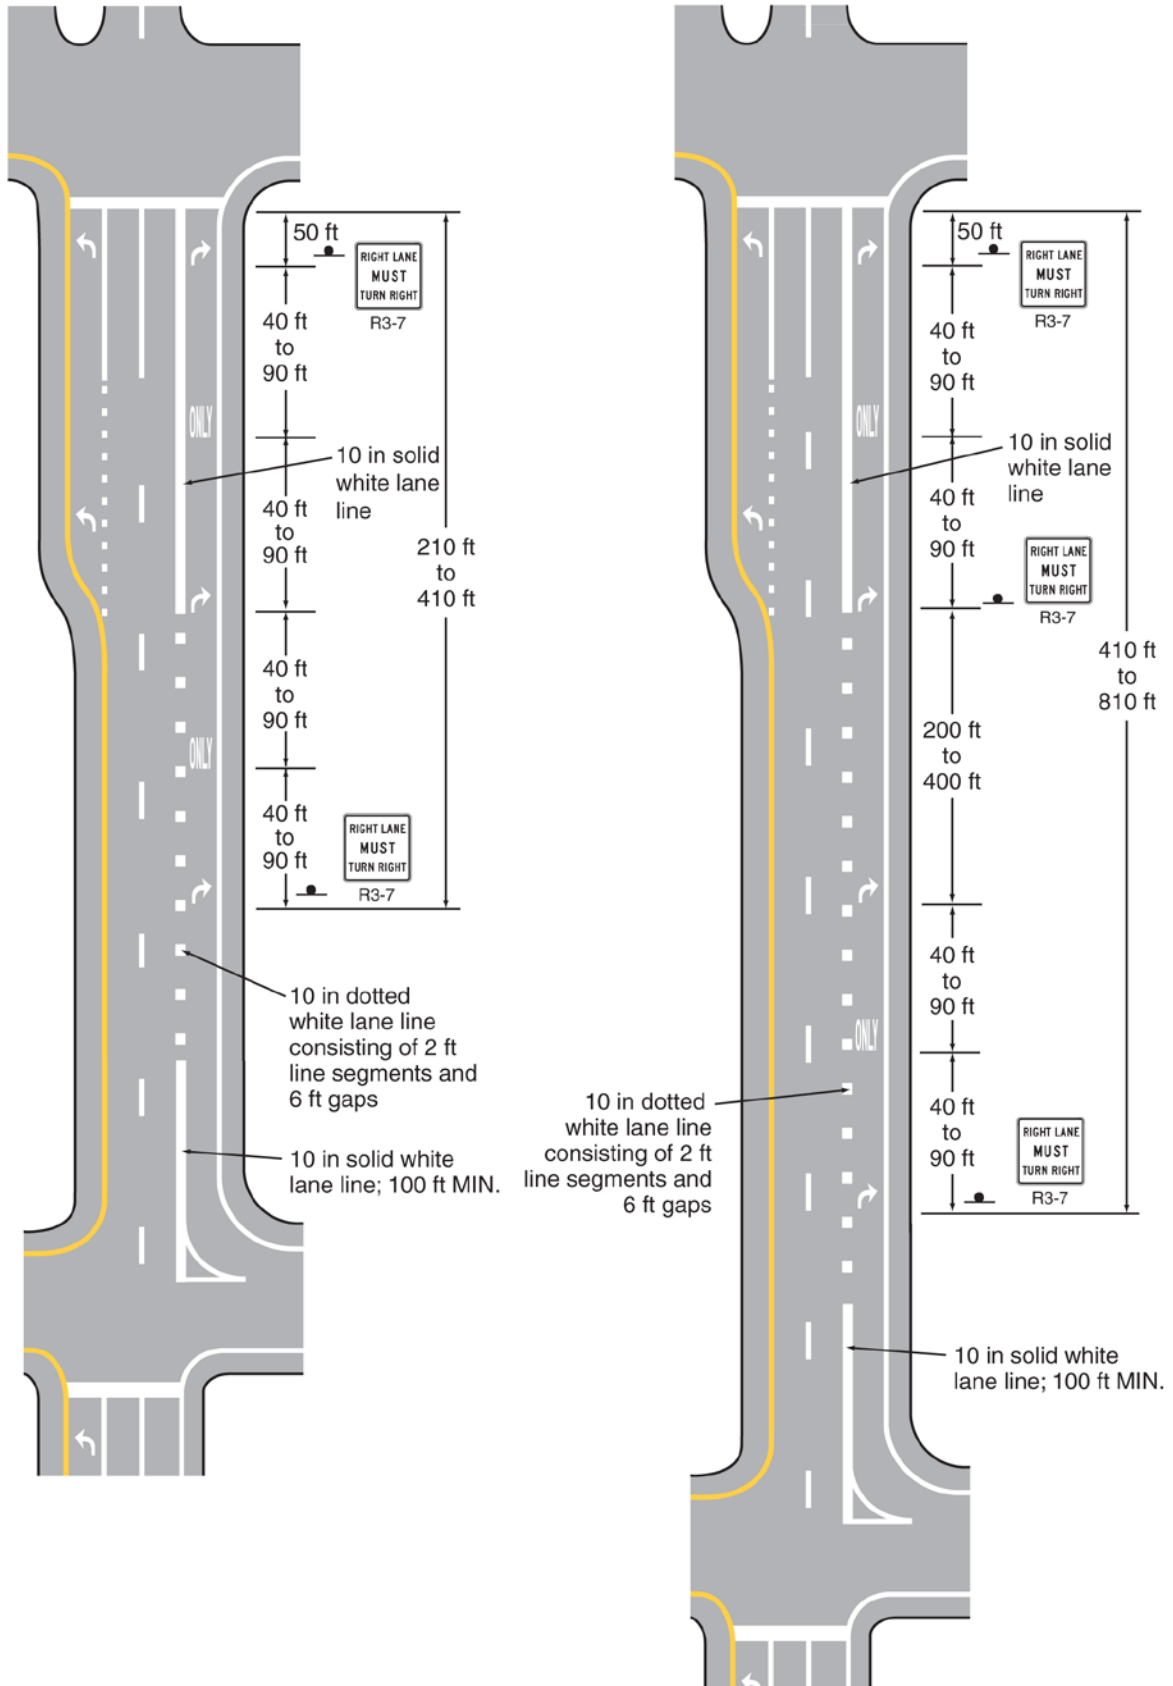 50 ft
RIGHT LANE
MUST
TURN RIGHT
R3-7
40 ft
to
90 ft
ONLY
10 in solid
white lane
line
40 ft
to
90 ft
210 ft
to
410 ft
40 ft
to
90 ft
ONLY
40 ft
to
90 ft
RIGHT LANE
MUST
TURN RIGHT
R3-7
10 in dotted
white lane line
consisting of 2 ft
line segments and
6 ft gaps
10 in solid white
lane line; 100 ft MIN.
50 ft
RIGHT LANE
MUST
TURN RIGHT
R3-7
40 ft
to
90 ft
ONLY
10 in solid
white lane
line
40 ft
to
90 ft
RIGHT LANE
MUST
TURN RIGHT
R3-7
410 ft
to
810 ft
200 ft
to
400 ft
40 ft
to
90 ft
ONLY
10 in dotted
white lane line
consisting of 2 ft
line segments and
6 ft gaps
40 ft
to
90 ft
RIGHT LANE
MUST
TURN RIGHT
R3-7
10 in solid white
lane line; 100 ft MIN.